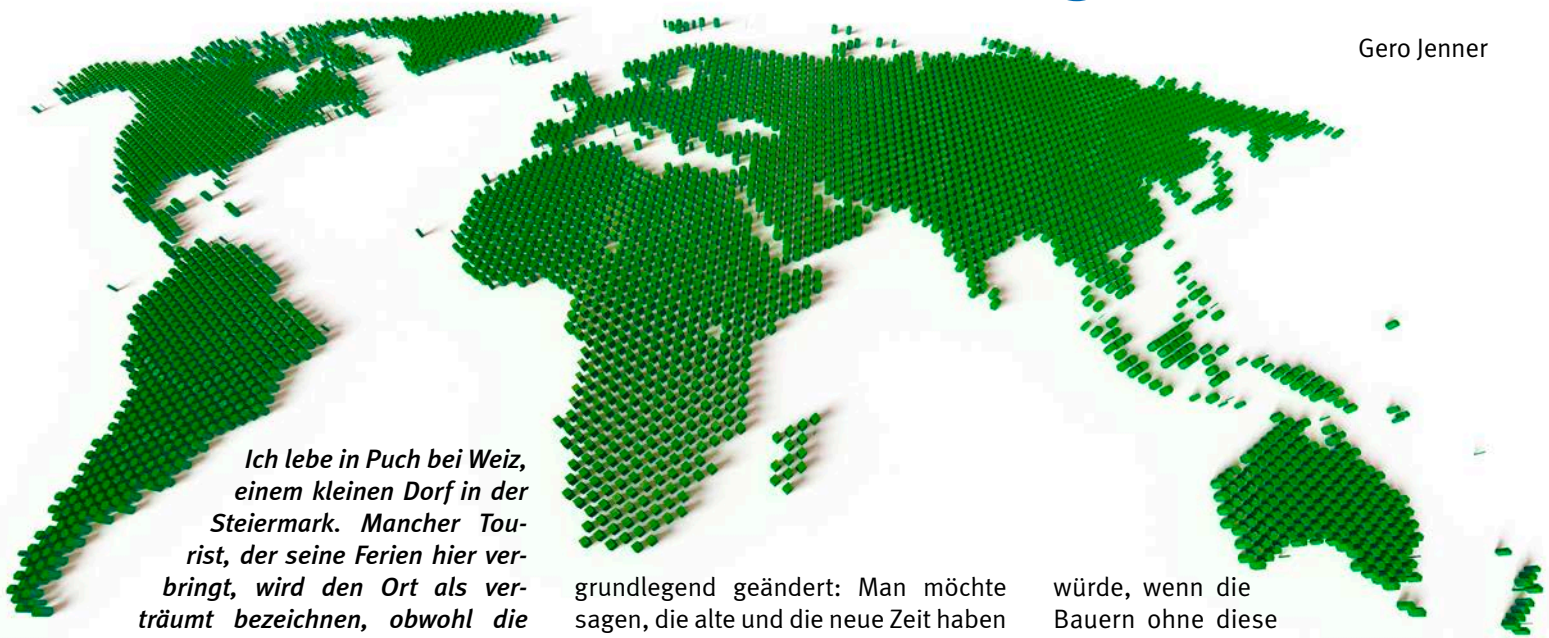 Gero Jenner
Ich lebe in Puch bei Weiz,
einem kleinen Dorf in der
Steiermark. Mancher Tou-
rist, der seine Ferien hier ver-
bringt, wird den Ort als ver-
träumt bezeichnen, obwohl die
grundlegend geändert: Man möchte
sagen, die alte und die neue Zeit haben
würde, wenn die
Bauern ohne diese